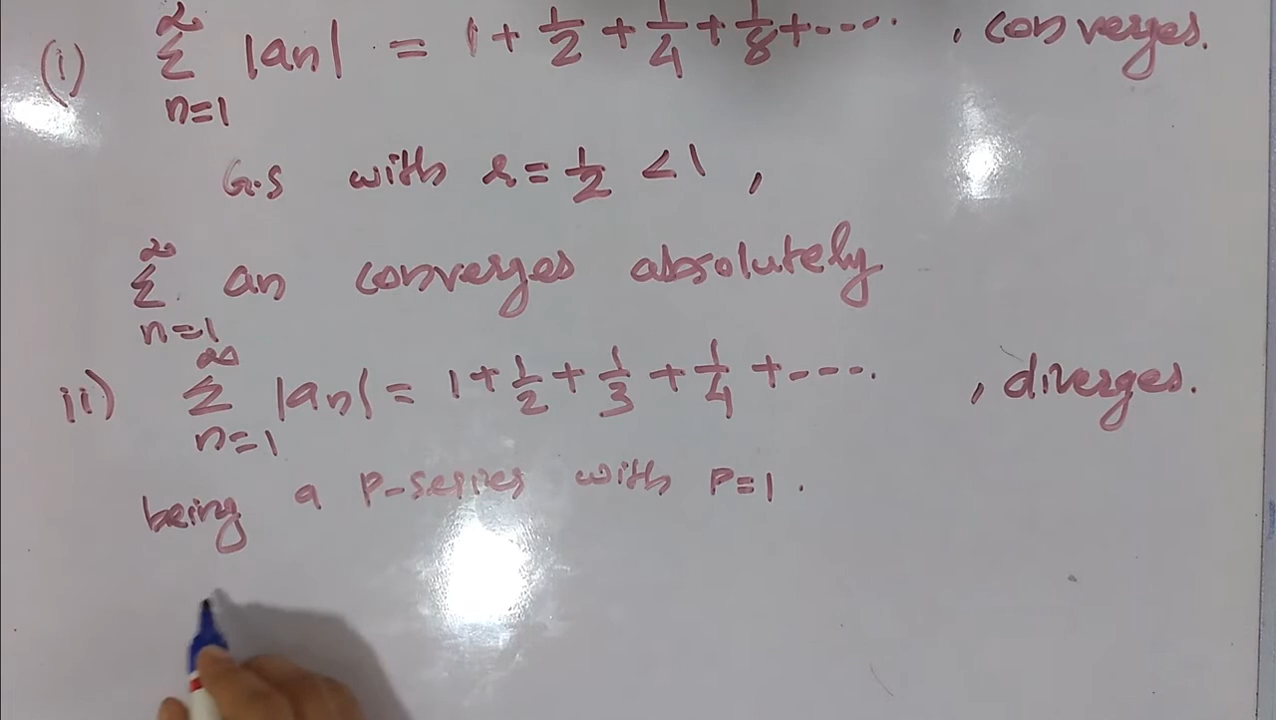 (i) ∞ Σ n=1 |an| = 1 + 1/2 + 1/4 + 1/8 + ---- , converges.
G.S with r = 1/2 < 1 ,
∞ Σ n=1 an converges absolutely
ii) ∞ Σ n=1 |an| = 1 + 1/2 + 1/3 + 1/4 + ---- , diverges.
being a P-series with P=1 .